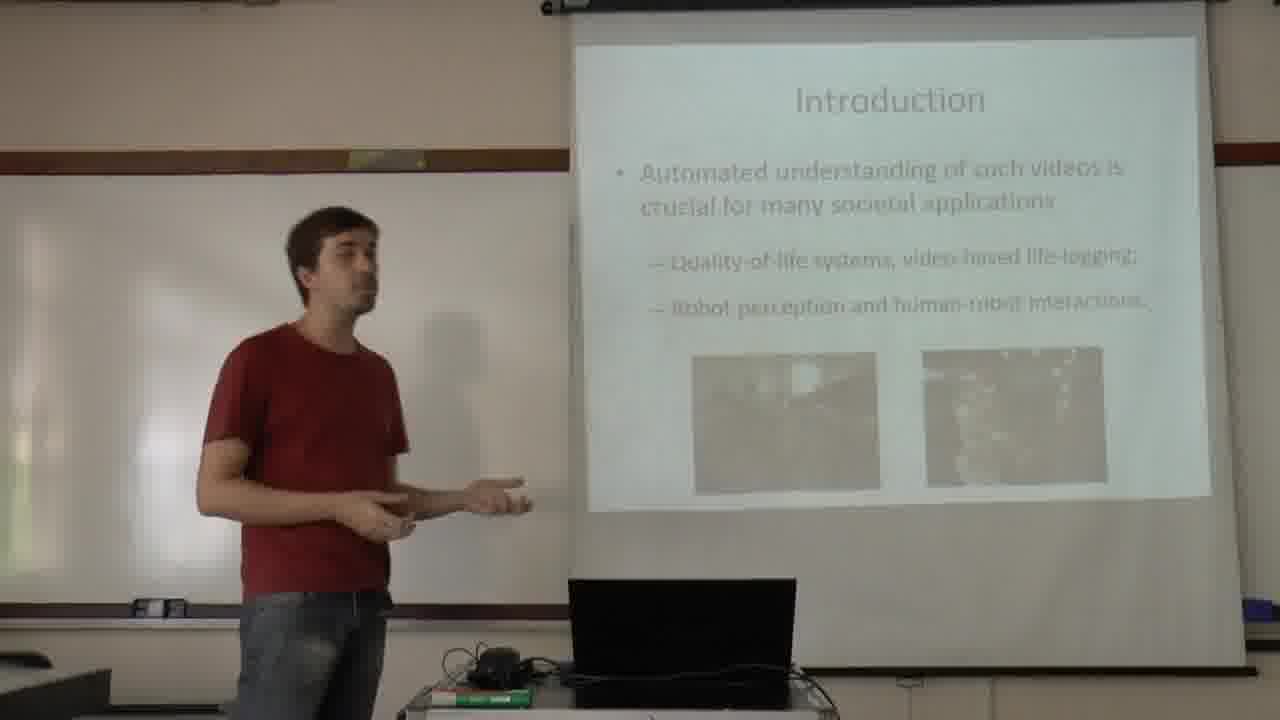 Introduction
• Automated understanding of such videos is
crucial for many societal applications
– Quality-of-life systems, video-based life-logging;
– Robot perception and human-robot interactions.